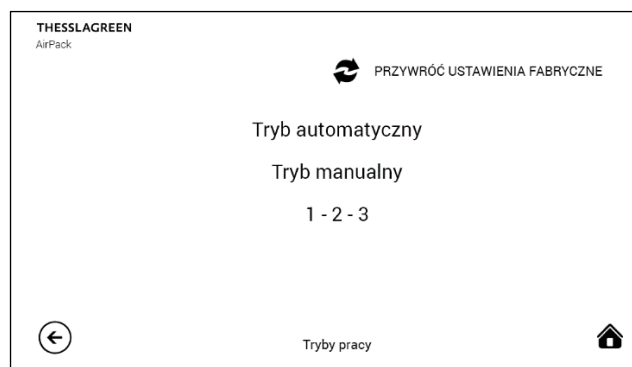 THESSLAGREEN
AirPack
PRZYWRÓĆ USTAWIENIA FABRYCZNE
Tryb automatyczny
Tryb manualny
1 - 2 - 3
Tryby pracy